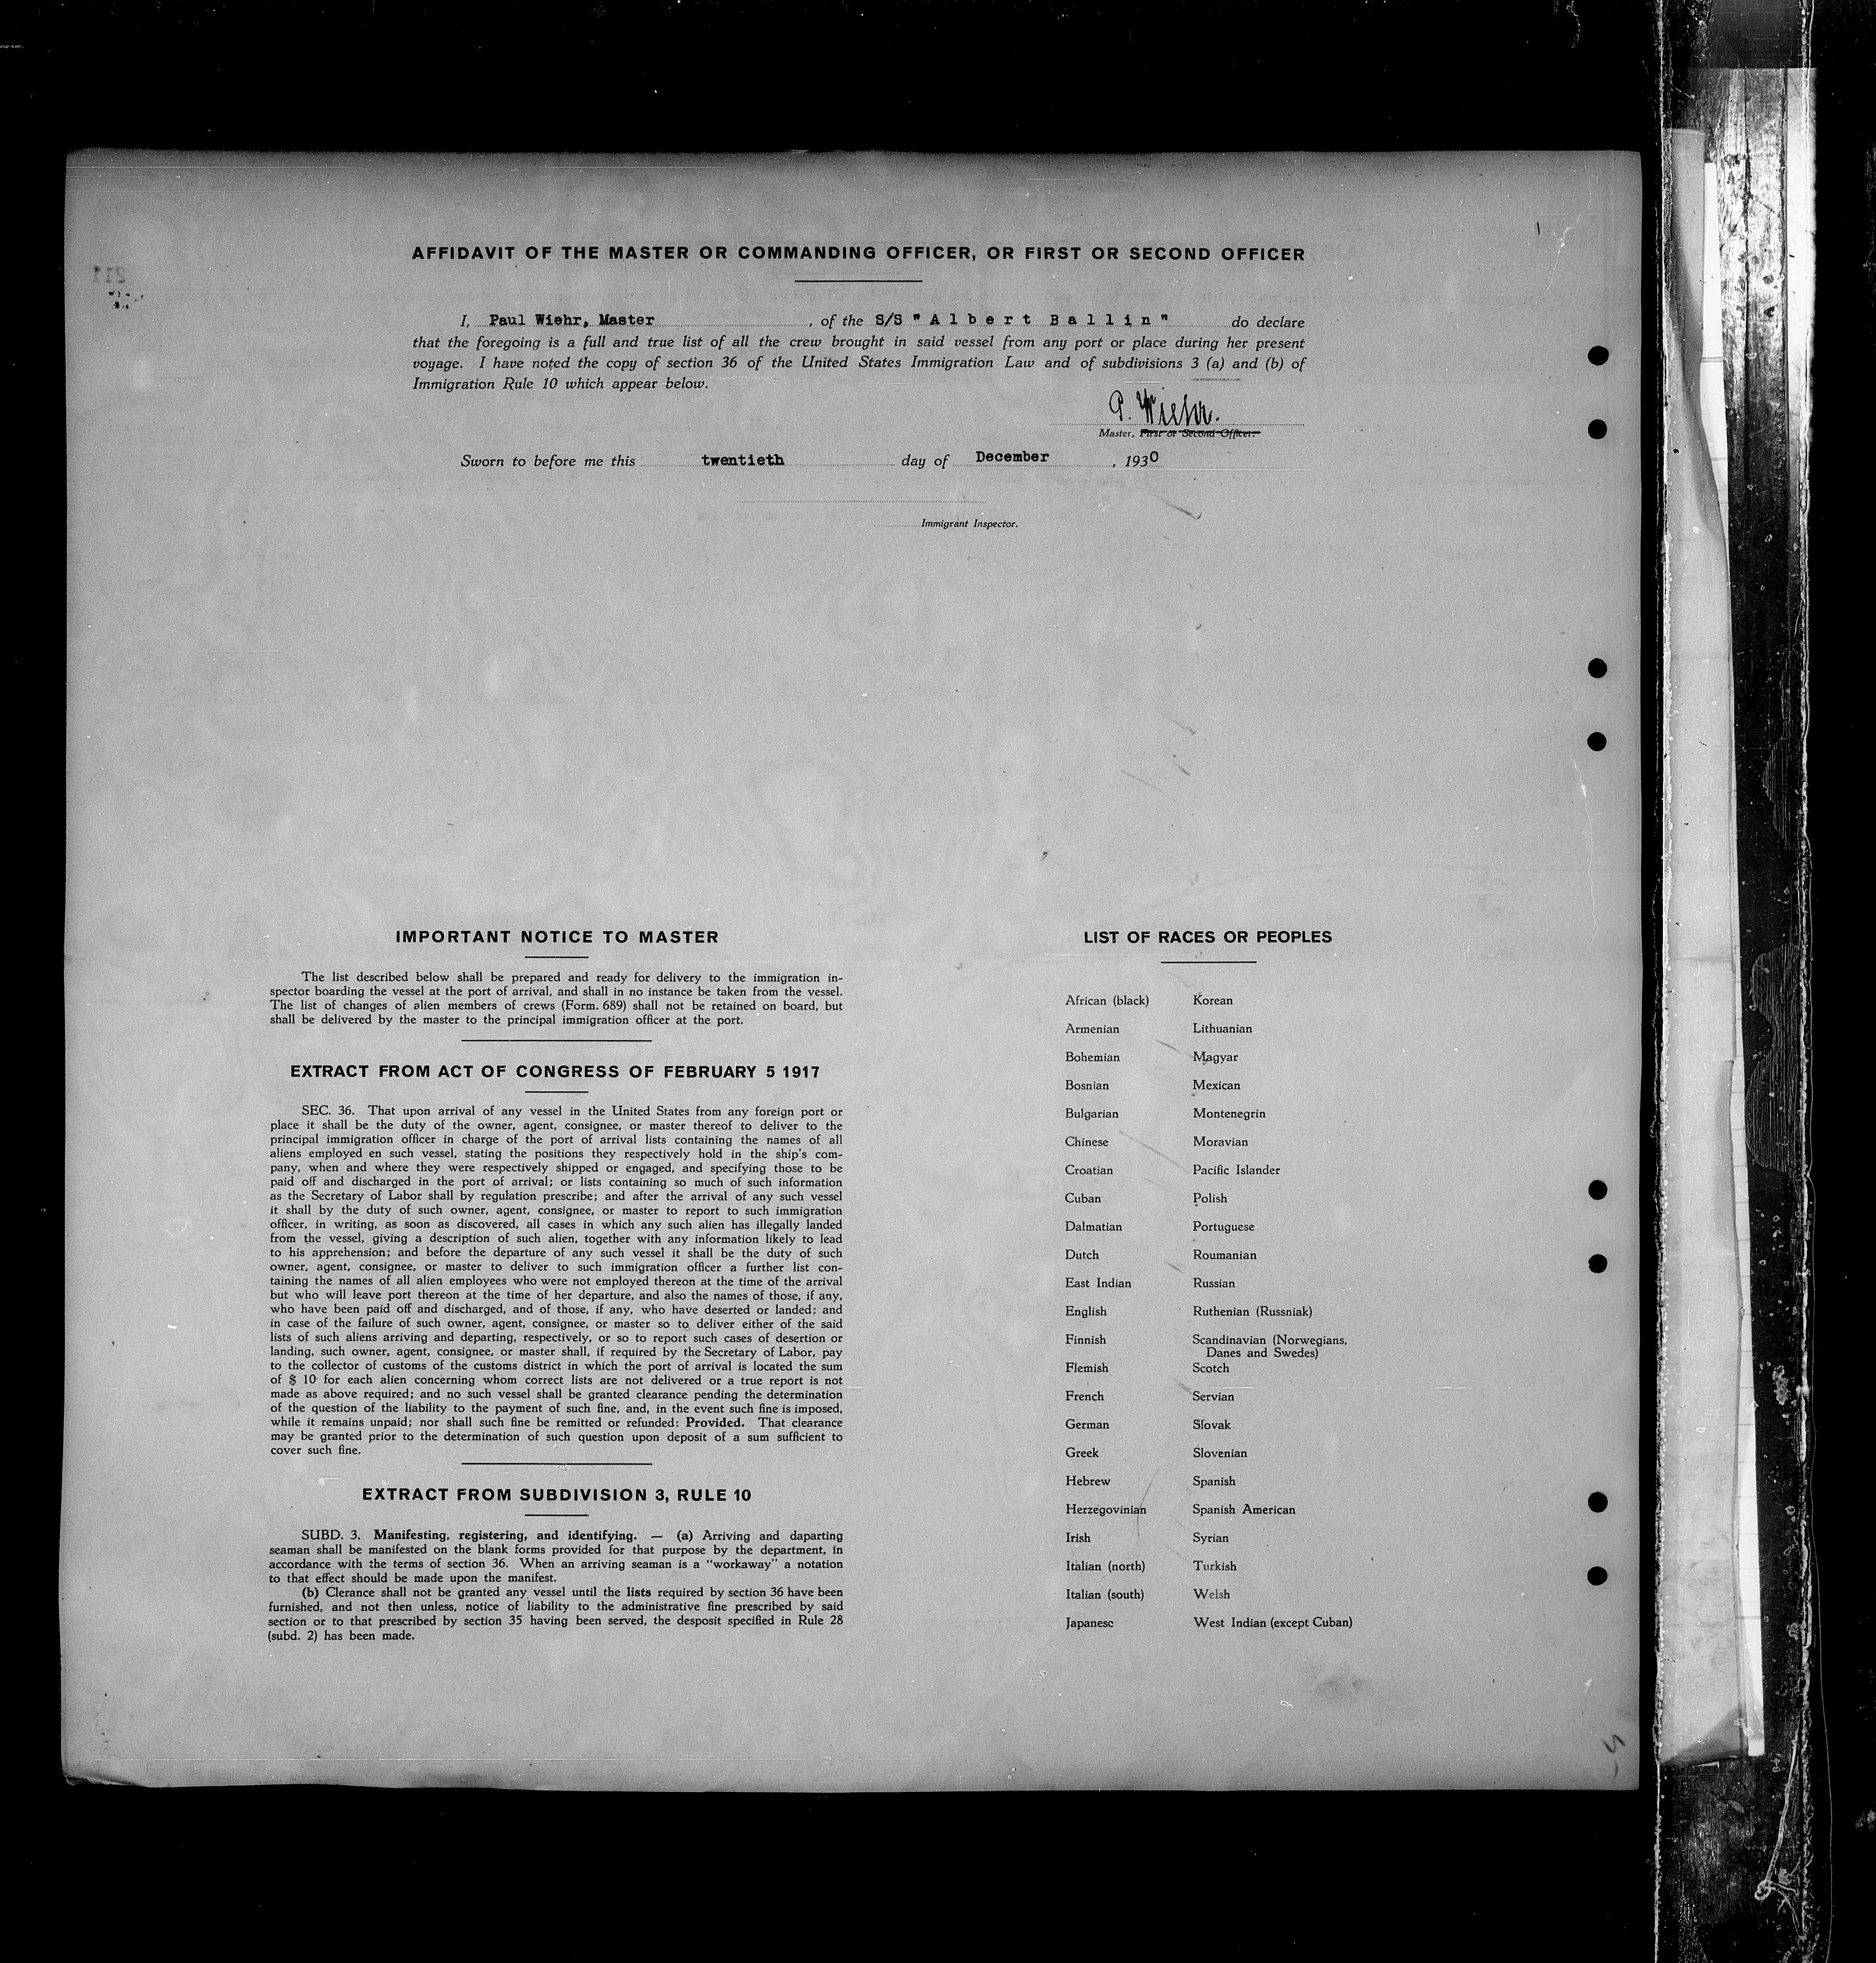 AFFIDAVIT OF THE MASTER OR COMMANDING OFFICER, OR FIRST OR SECOND OFFICER
I, Paul Wiehr, Master, of the S/S "Albert Ballin" do declare
that the foregoing is a full and true list of all the crew brought in said vessel from any port or place during her present
voyage. I have noted the copy of section 36 of the United States Immigration Law and of subdivisions 3 (a) and (b) of
Immigration Rule 10 which appear below.
P. Wiehr.
Master, First or Second Officer.
Sworn to before me this twentieth day of December, 1930
Immigrant Inspector.
IMPORTANT NOTICE TO MASTER
The list described below shall be prepared and ready for delivery to the immigration in-
spector boarding the vessel at the port of arrival, and shall in no instance be taken from the vessel.
The list of changes of alien members of crews (Form. 689) shall not be retained on board, but
shall be delivered by the master to the principal immigration officer at the port.
EXTRACT FROM ACT OF CONGRESS OF FEBRUARY 5 1917
SEC. 36. That upon arrival of any vessel in the United States from any foreign port or
place it shall be the duty of the owner, agent, consignee, or master thereof to deliver to the
principal immigration officer in charge of the port of arrival lists containing the names of all
aliens employed en such vessel, stating the positions they respectively hold in the ship's com-
pany, when and where they were respectively shipped or engaged, and specifying those to be
paid off and discharged in the port of arrival; or lists containing so much of such information
as the Secretary of Labor shall by regulation prescribe; and after the arrival of any such vessel
it shall by the duty of such owner, agent, consignee, or master to report to such immigration
officer, in writing, as soon as discovered, all cases in which any such alien has illegally landed
from the vessel, giving a description of such alien, together with any information likely to lead
to his apprehension; and before the departure of any such vessel it shall be the duty of such
owner, agent, consignee, or master to deliver to such immigration officer a further list con-
taining the names of all alien employees who were not employed thereon at the time of the arrival
but who will leave port thereon at the time of her departure, and also the names of those, if any,
who have been paid off and discharged, and of those, if any, who have deserted or landed; and
in case of the failure of such owner, agent, consignee, or master so to deliver either of the said
lists of such aliens arriving and departing, respectively, or so to report such cases of desertion or
landing, such owner, agent, consignee, or master shall, if required by the Secretary of Labor, pay
to the collector of customs of the customs district in which the port of arrival is located the sum
of $ 10 for each alien concerning whom correct lists are not delivered or a true report is not
made as above required; and no such vessel shall be granted clearance pending the determination
of the question of the liability to the payment of such fine, and, in the event such fine is imposed,
while it remains unpaid; nor shall such fine be remitted or refunded: Provided. That clearance
may be granted prior to the determination of such question upon deposit of a sum sufficient to
cover such fine.
EXTRACT FROM SUBDIVISION 3, RULE 10
SUBD. 3. Manifesting, registering, and identifying. — (a) Arriving and daparting
seaman shall be manifested on the blank forms provided for that purpose by the department, in
accordance with the terms of section 36. When an arriving seaman is a "workaway" a notation
to that effect should be made upon the manifest.
(b) Clerance shall not be granted any vessel until the lists required by section 36 have been
furnished, and not then unless, notice of liability to the administrative fine prescribed by said
section or to that prescribed by section 35 having been served, the desposit specified in Rule 28
(subd. 2) has been made.
LIST OF RACES OR PEOPLES
African (black) Korean
Armenian Lithuanian
Bohemian Magyar
Bosnian Mexican
Bulgarian Montenegrin
Chinese Moravian
Croatian Pacific Islander
Cuban Polish
Dalmatian Portuguese
Dutch Roumanian
East Indian Russian
English Ruthenian (Russniak)
Finnish Scandinavian (Norwegians,
Danes and Swedes)
Flemish Scotch
French Servian
German Slovak
Greek Slovenian
Hebrew Spanish
Herzegovinian Spanish American
Irish Syrian
Italian (north) Turkish
Italian (south) Welsh
Japanese West Indian (except Cuban)